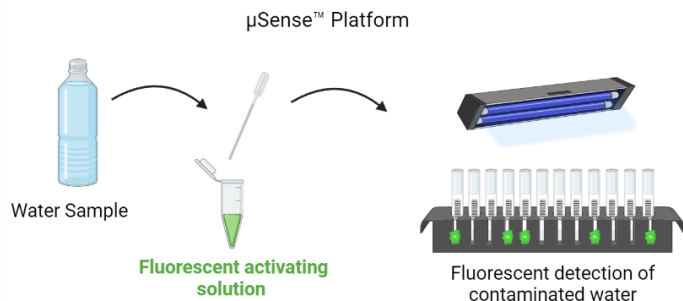 µSense™ Platform
Water Sample
Fluorescent activating
solution
Fluorescent detection of
contaminated water